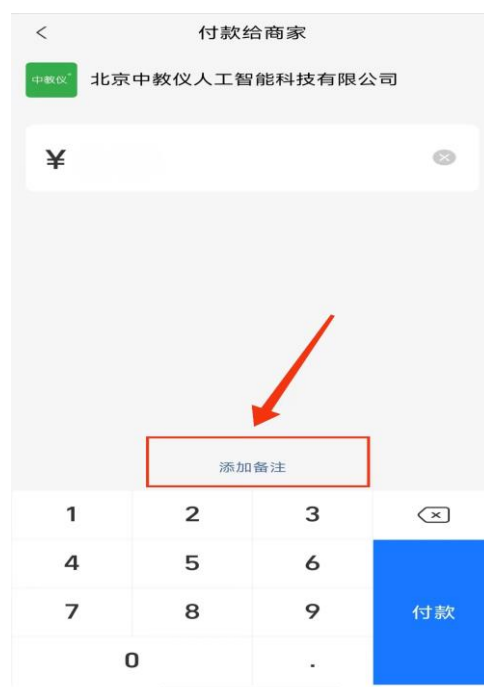 付款给商家
中教仪 北京中教仪人工智能科技有限公司
¥
添加备注
1 2 3
4 5 6
7 8 9 付款
0 .